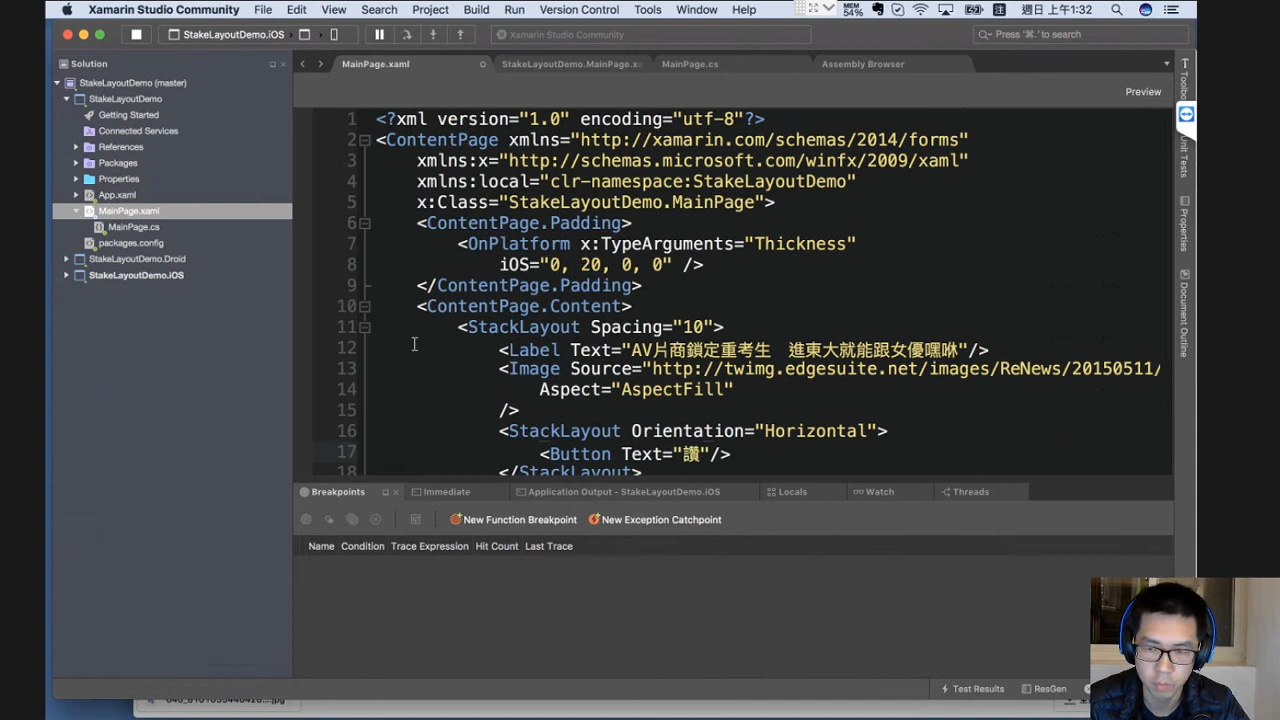 Xamarin Studio Community File Edit View Search Project Build Run Version Control Tools Window Help MEM 54% 注 週日 上午1:32
StakeLayoutDemo.iOS Xamarin Studio Community Press '⌘.' to search
Solution
StakeLayoutDemo (master)
StakeLayoutDemo
Getting Started
Connected Services
References
Packages
Properties
App.xaml
MainPage.xaml
MainPage.cs
packages.config
StakeLayoutDemo.Droid
StakeLayoutDemo.iOS
MainPage.xaml StakeLayoutDemo.MainPage.xa MainPage.cs Assembly Browser
Preview
1 <?xml version="1.0" encoding="utf-8"?>
2 <ContentPage xmlns="http://xamarin.com/schemas/2014/forms"
3 xmlns:x="http://schemas.microsoft.com/winfx/2009/xaml"
4 xmlns:local="clr-namespace:StakeLayoutDemo"
5 x:Class="StakeLayoutDemo.MainPage">
6 <ContentPage.Padding>
7 <OnPlatform x:TypeArguments="Thickness"
8 iOS="0, 20, 0, 0" />
9 </ContentPage.Padding>
10 <ContentPage.Content>
11 <StackLayout Spacing="10">
12 <Label Text="AV片商鎖定重考生 進東大就能跟女優嘿咻"/>
13 <Image Source="http://twimg.edgesuite.net/images/ReNews/20150511/
14 Aspect="AspectFill"
15 />
16 <StackLayout Orientation="Horizontal">
17 <Button Text="讚"/>
18 </StackLayout>
Toolbox
Unit Tests
Properties
Document Outline
Breakpoints Immediate Application Output - StakeLayoutDemo.iOS Locals Watch Threads
New Function Breakpoint New Exception Catchpoint
Name Condition Trace Expression Hit Count Last Trace
Test Results ResGen